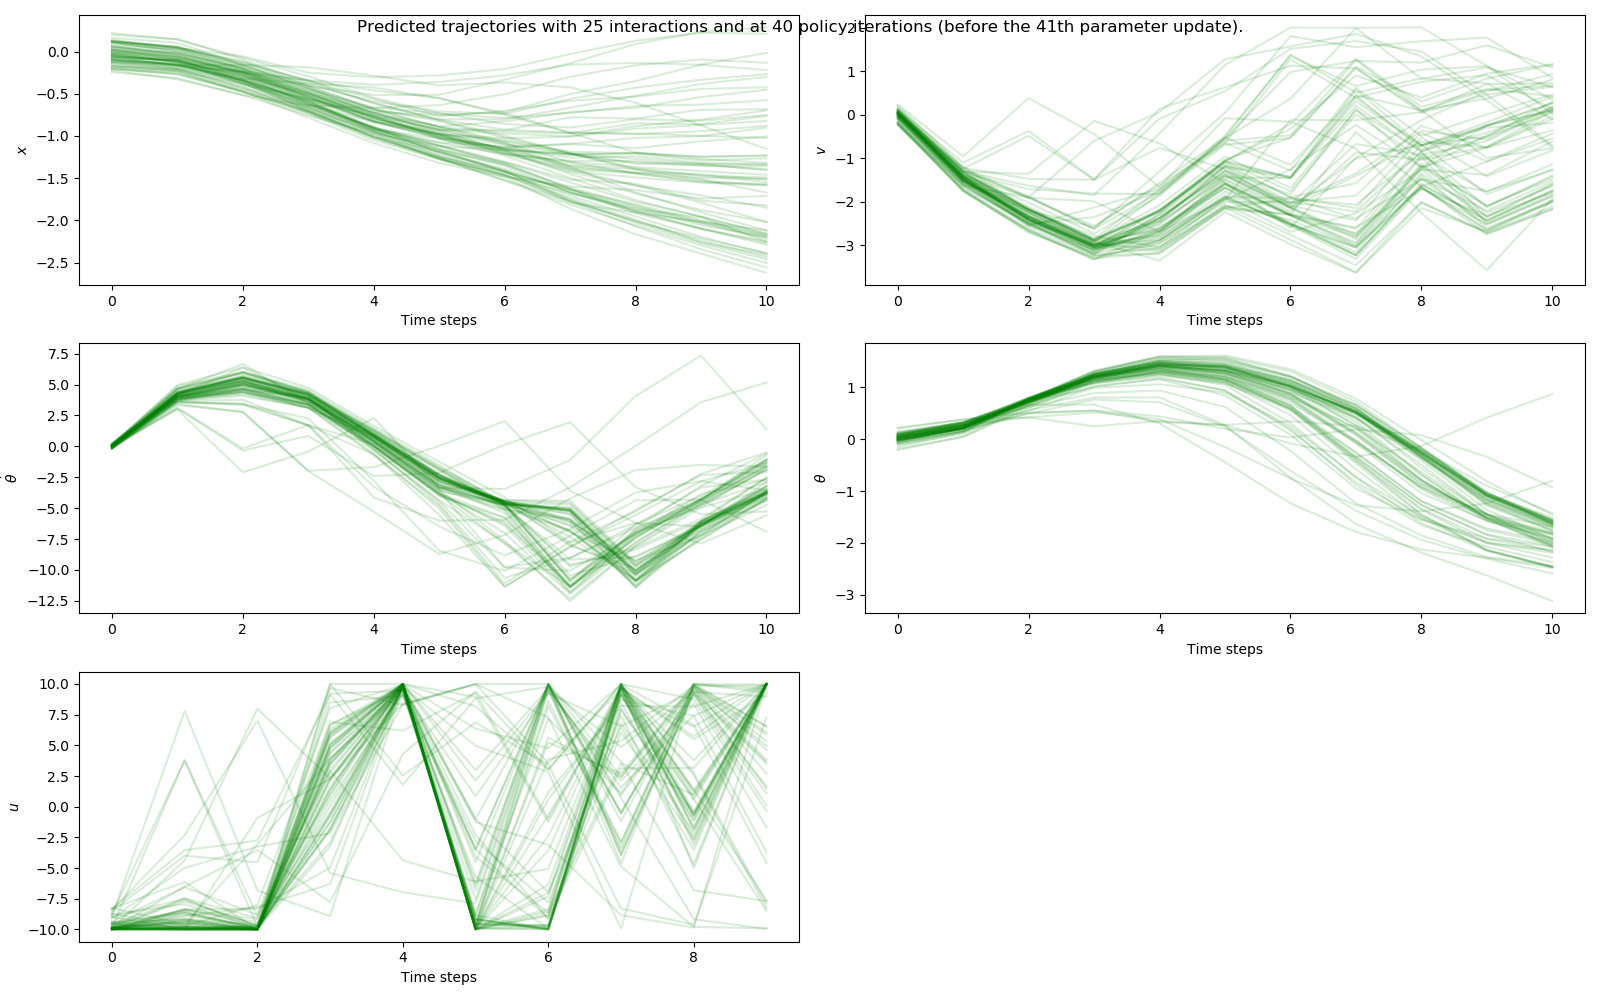 Predicted trajectories with 25 interactions and at 40 policy iterations (before the 41th parameter update).
0.0
−0.5
−1.0
−1.5
−2.0
−2.5
x
0 2 4 6 8 10
Time steps
2
1
0
−1
−2
−3
v
0 2 4 6 8 10
Time steps
7.5
5.0
2.5
0.0
−2.5
−5.0
−7.5
−10.0
−12.5
θ̇
0 2 4 6 8 10
Time steps
1
0
−1
−2
−3
θ
0 2 4 6 8 10
Time steps
10.0
7.5
5.0
2.5
0.0
−2.5
−5.0
−7.5
−10.0
u
0 2 4 6 8
Time steps